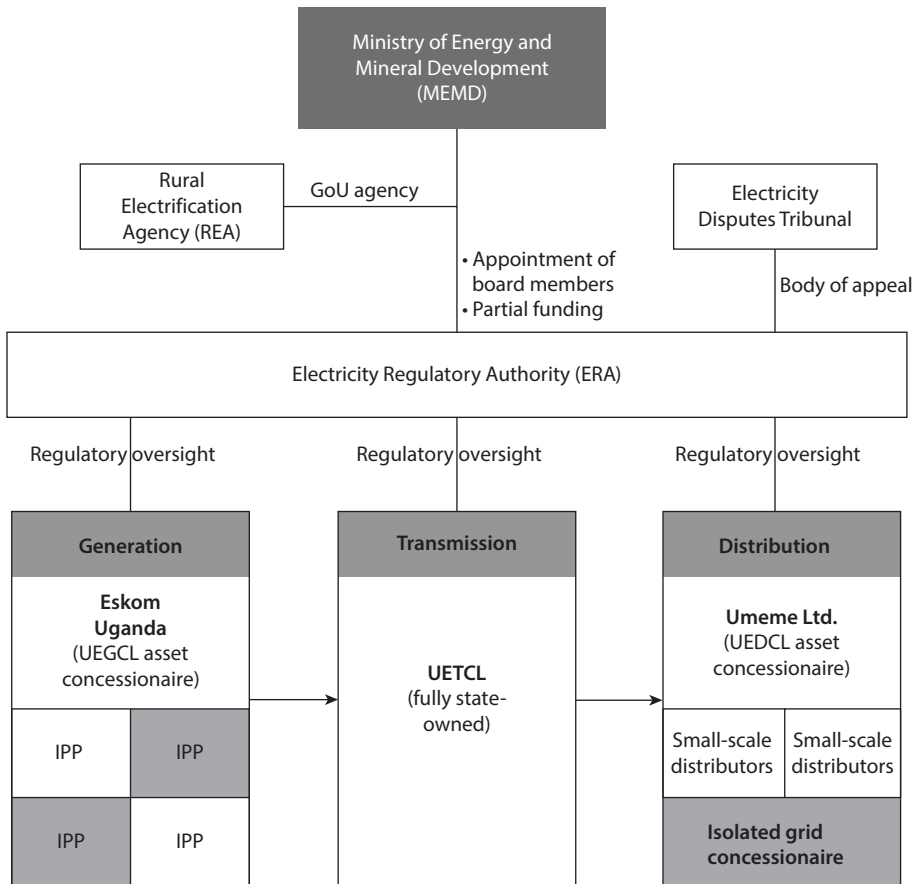 Ministry of Energy and
Mineral Development
(MEMD)
Rural
Electrification
Agency (REA)
GoU agency
Electricity
Disputes Tribunal
• Appointment of
board members
• Partial funding
Body of appeal
Electricity Regulatory Authority (ERA)
Regulatory oversight
Regulatory oversight
Regulatory oversight
Generation
Eskom
Uganda
(UEGCL asset
concessionaire)
IPP
IPP
IPP
IPP
Transmission
UETCL
(fully state-
owned)
Distribution
Umeme Ltd.
(UEDCL asset
concessionaire)
Small-scale
distributors
Small-scale
distributors
Isolated grid
concessionaire